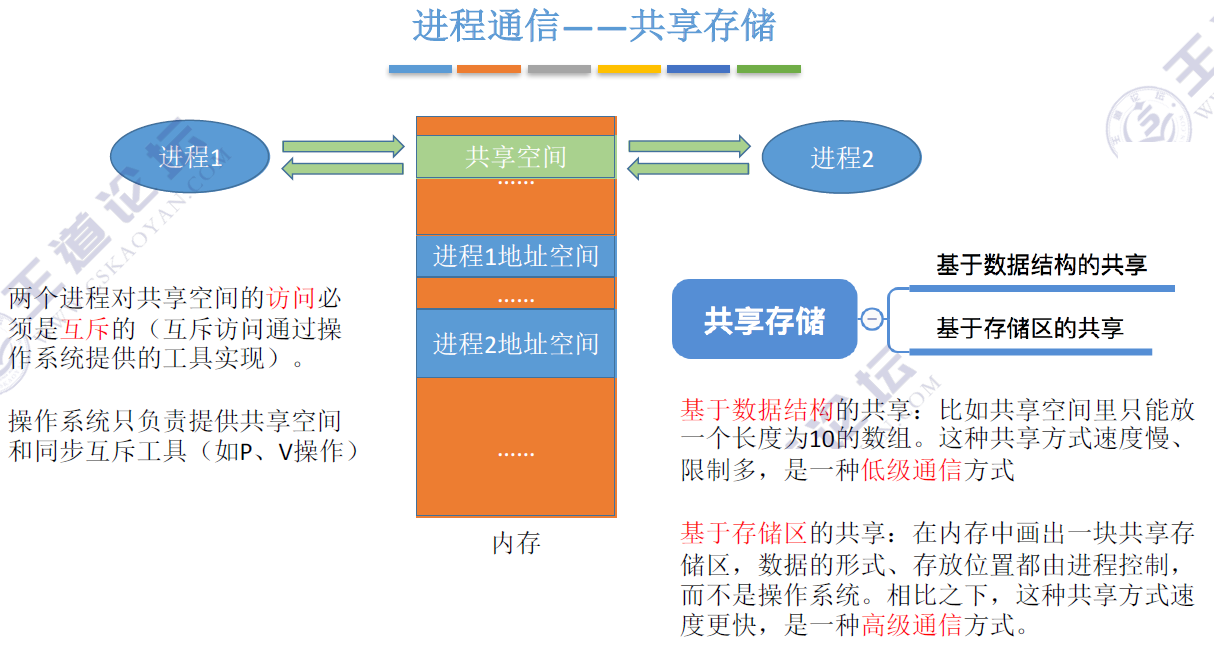 进程通信——共享存储
进程1
共享空间
进程2
……
进程1地址空间
……
进程2地址空间
……
内存
两个进程对共享空间的访问必
须是互斥的（互斥访问通过操
作系统提供的工具实现）。
操作系统只负责提供共享空间
和同步互斥工具（如P、V操作）
共享存储
基于数据结构的共享
基于存储区的共享
基于数据结构的共享：比如共享空间里只能放
一个长度为10的数组。这种共享方式速度慢、
限制多，是一种低级通信方式
基于存储区的共享：在内存中画出一块共享存
储区，数据的形式、存放位置都由进程控制，
而不是操作系统。相比之下，这种共享方式速
度更快，是一种高级通信方式。
王道论坛
WWW.CSKAOYAN.COM